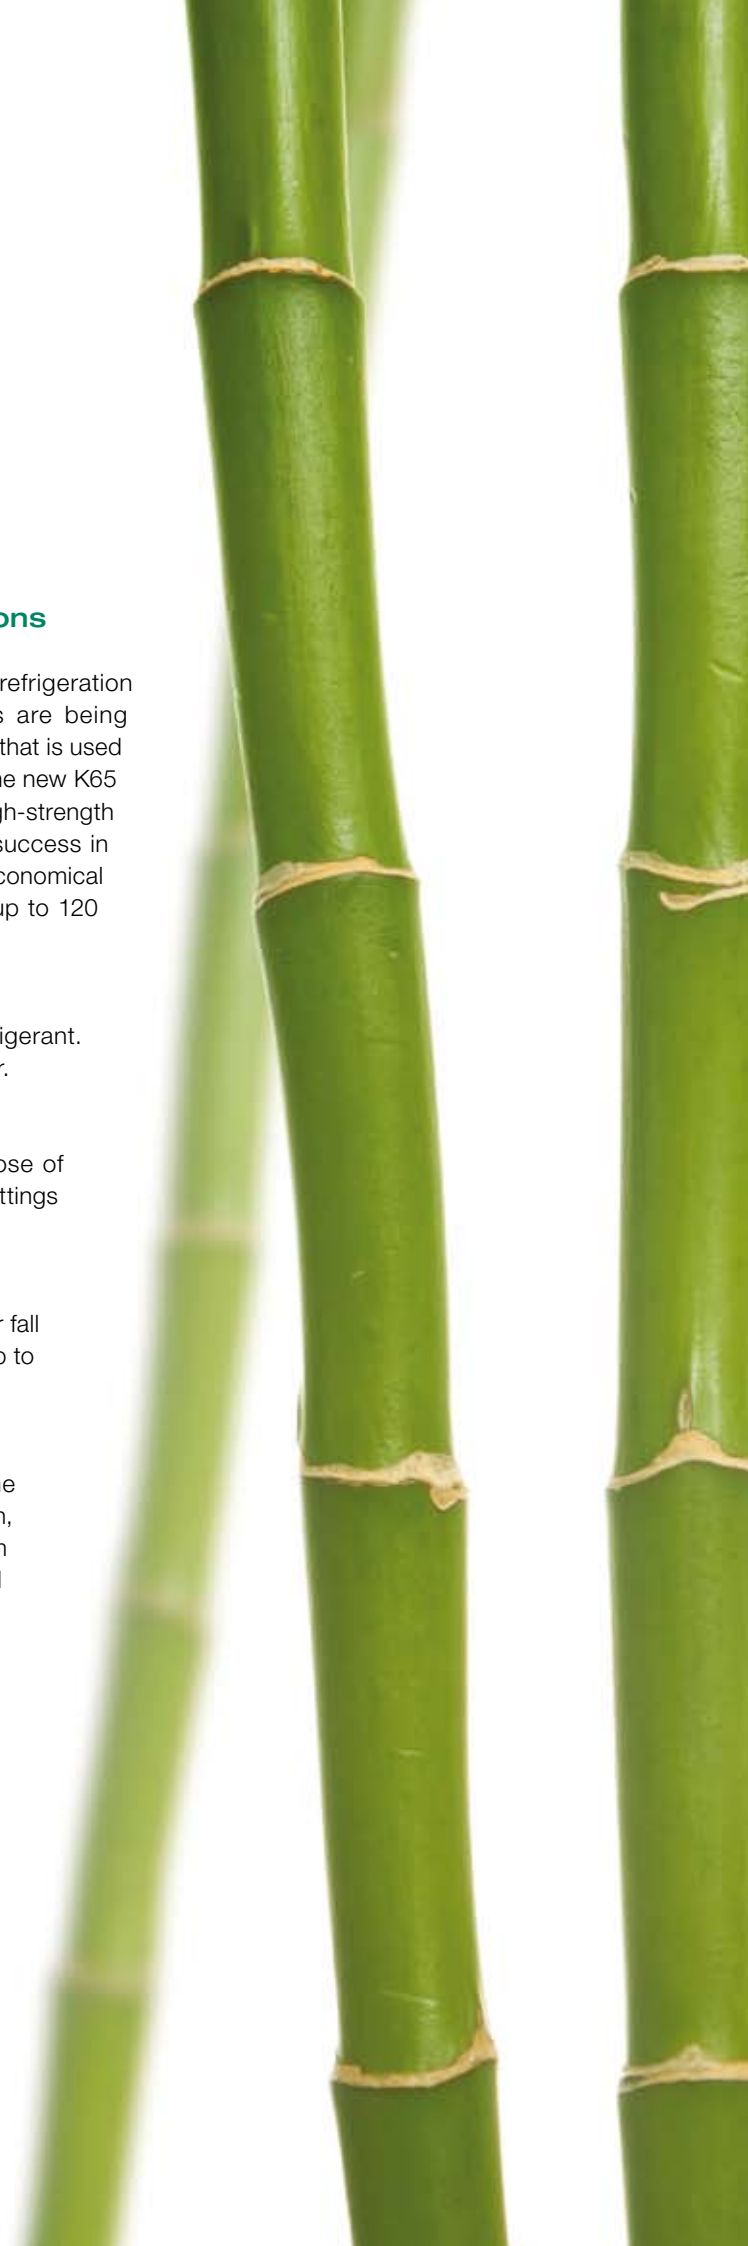 ons
refrigeration
s are being
that is used
he new K65
gh-strength
success in
conomical
up to 120
igerant.
r.
ose of
ttings
r fall
p to
ne
n,
n
l